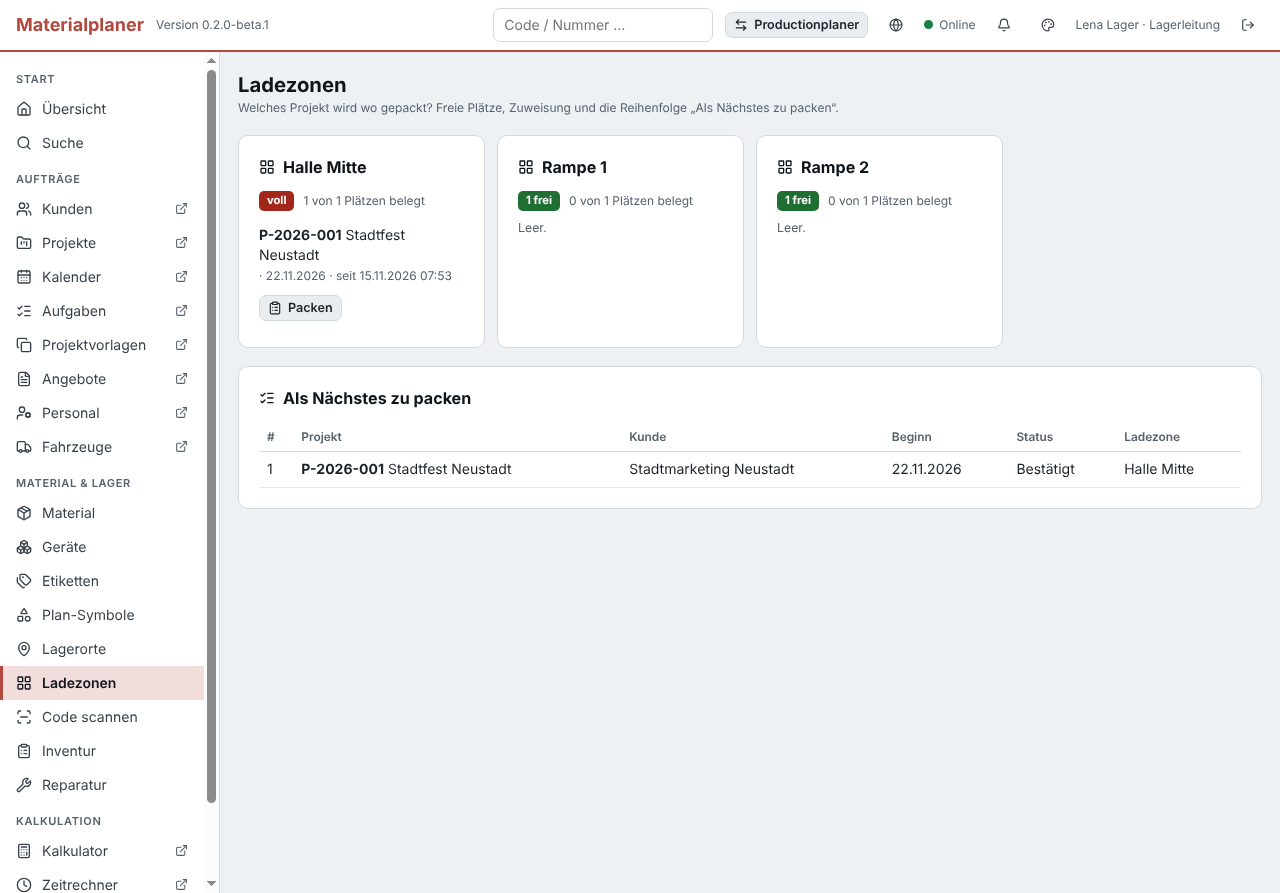 Materialplaner Version 0.2.0-beta.1 Code / Nummer ... Productionplaner Online Lena Lager · Lagerleitung
START
Übersicht
Suche
AUFTRÄGE
Kunden
Projekte
Kalender
Aufgaben
Projektvorlagen
Angebote
Personal
Fahrzeuge
MATERIAL & LAGER
Material
Geräte
Etiketten
Plan-Symbole
Lagerorte
Ladezonen
Code scannen
Inventur
Reparatur
KALKULATION
Kalkulator
Zeitrechner
Ladezonen
Welches Projekt wird wo gepackt? Freie Plätze, Zuweisung und die Reihenfolge „Als Nächstes zu packen“.
Halle Mitte
voll 1 von 1 Plätzen belegt
P-2026-001 Stadtfest
Neustadt
· 22.11.2026 · seit 15.11.2026 07:53
Packen
Rampe 1
1 frei 0 von 1 Plätzen belegt
Leer.
Rampe 2
1 frei 0 von 1 Plätzen belegt
Leer.
Als Nächstes zu packen
# Projekt Kunde Beginn Status Ladezone
1 P-2026-001 Stadtfest Neustadt Stadtmarketing Neustadt 22.11.2026 Bestätigt Halle Mitte